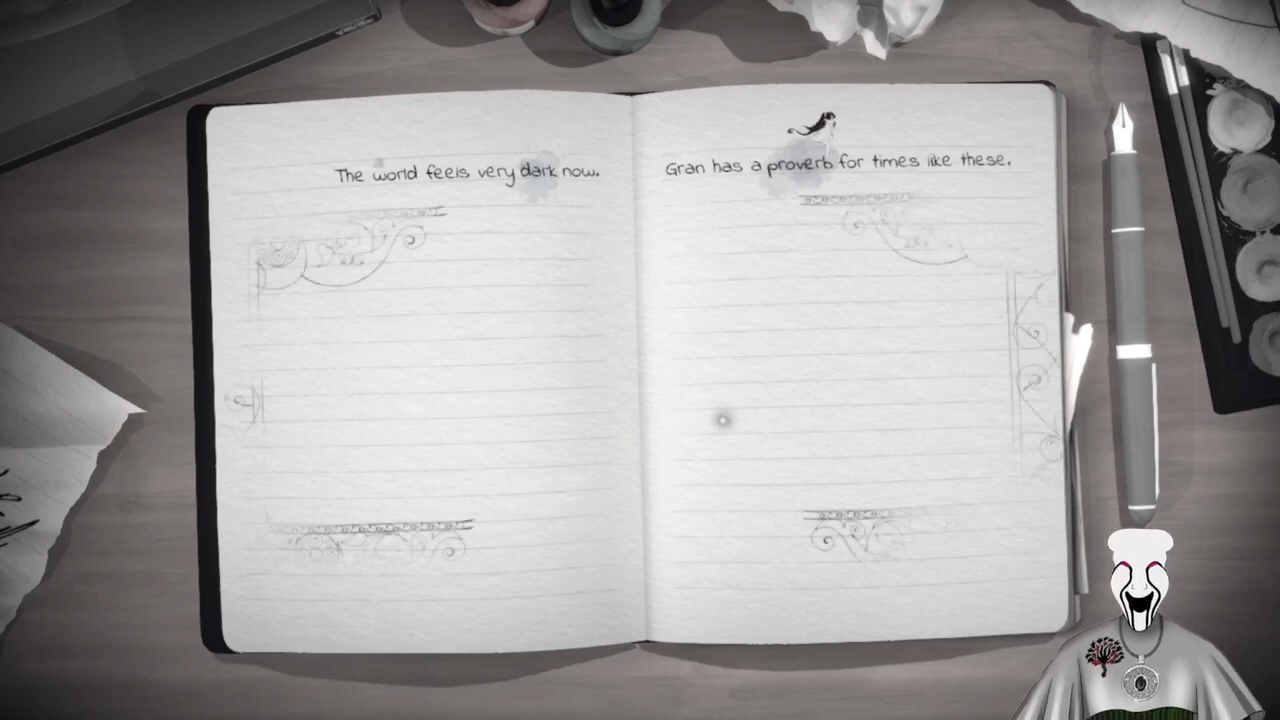 The world feels very dark now.
Gran has a proverb for times like these.